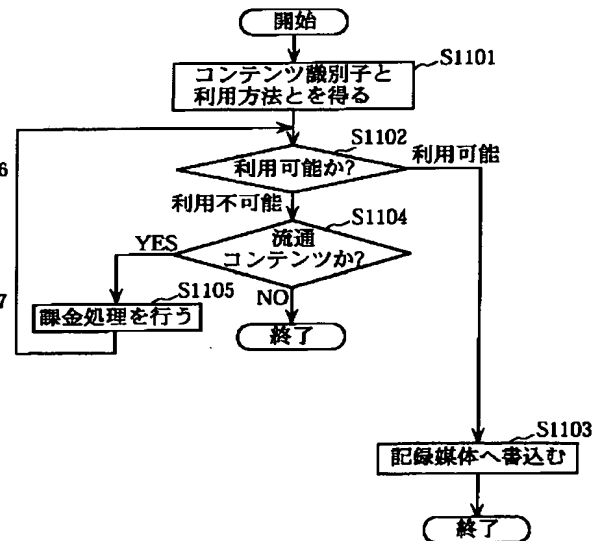 開始
S1101
コンテンツ識別子と
利用方法とを得る
S1102
利用可能か?
利用可能
6
利用不可能
S1104
流通
コンテンツか?
YES
S1105
NO
7
課金処理を行う
終了
S1103
記録媒体へ書込む
終了